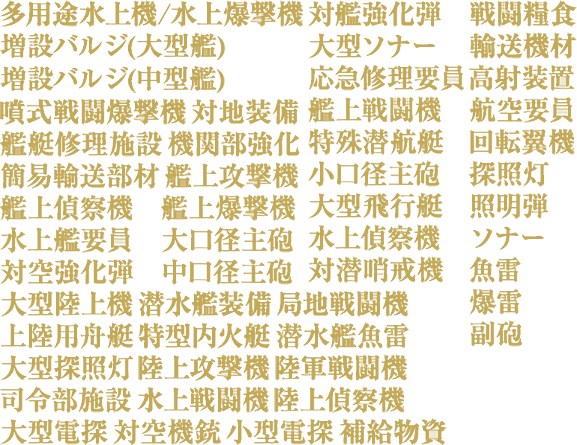 多用途水上機/水上爆撃機 対艦強化弾 戦闘糧食
増設バルジ(大型艦) 大型ソナー 輸送機材
増設バルジ(中型艦) 応急修理要員 高射装置
噴式戦闘爆撃機 対地装備 艦上戦闘機 航空要員
艦艇修理施設 機関部強化 特殊潜航艇 回転翼機
簡易輸送部材 艦上攻撃機 小口径主砲 探照灯
艦上偵察機 艦上爆撃機 大型飛行艇 照明弾
水上艦要員 大口径主砲 水上偵察機 ソナー
対空強化弾 中口径主砲 対潜哨戒機 魚雷
大型陸上機 潜水艦装備 局地戦闘機 爆雷
上陸用舟艇 特型内火艇 潜水艦魚雷 副砲
大型探照灯 陸上攻撃機 陸軍戦闘機
司令部施設 水上戦闘機 陸上偵察機
大型電探 対空機銃 小型電探 補給物資